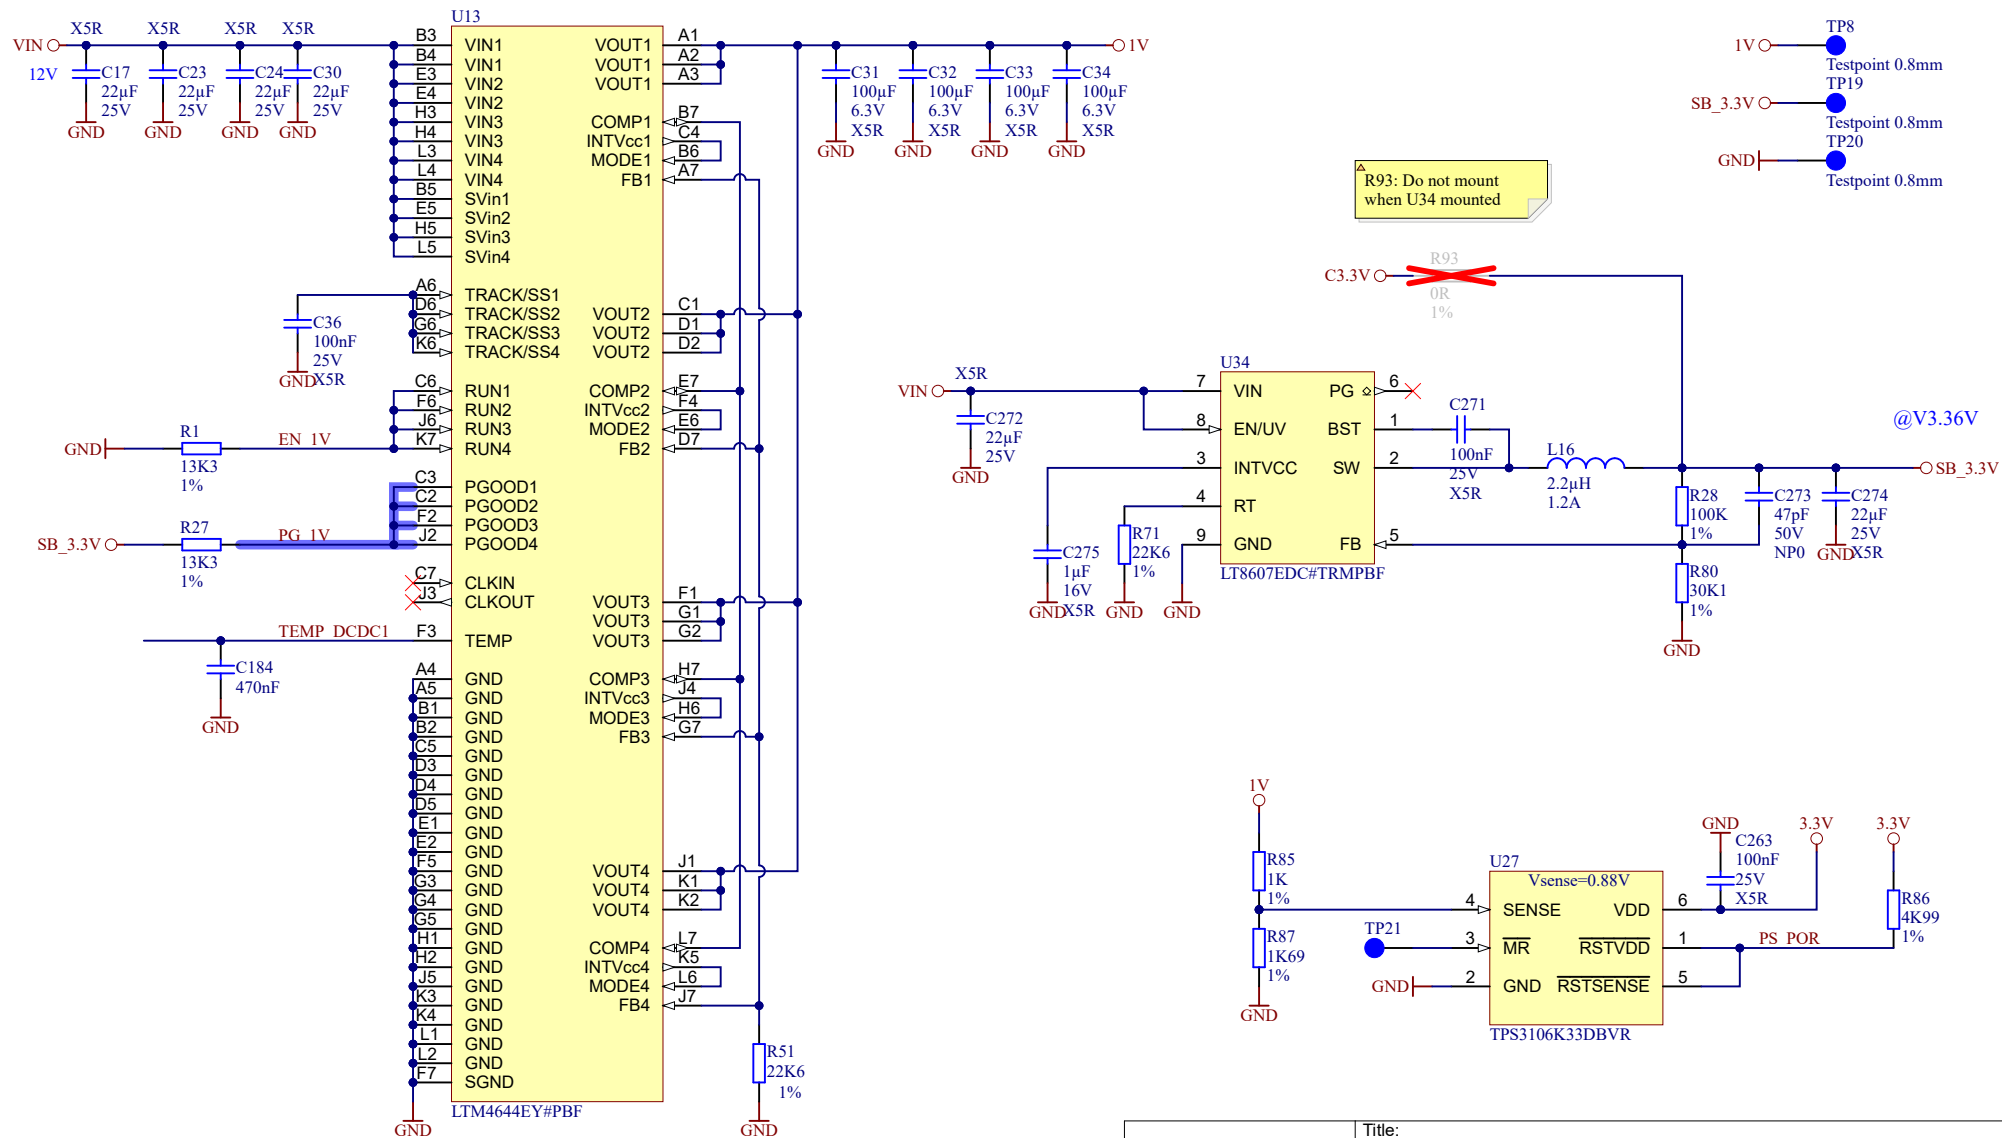 U13
VIN
12V
X5R
C17
22µF
25V
GND
X5R
C23
22µF
25V
GND
X5R
C24
22µF
25V
GND
X5R
C30
22µF
25V
GND
B3 VIN1
B4 VIN1
E3 VIN2
E4 VIN2
H3 VIN3
H4 VIN3
L3 VIN4
L4 VIN4
B5 SVin1
E5 SVin2
H5 SVin3
L5 SVin4
A6 TRACK/SS1
D6 TRACK/SS2
G6 TRACK/SS3
K6 TRACK/SS4
C36
100nF
25V
X5R
GND
C6 RUN1
F6 RUN2
J6 RUN3
K7 RUN4
GND
R1
13K3
1%
EN_1V
C3 PGOOD1
C2 PGOOD2
F2 PGOOD3
J2 PGOOD4
SB_3.3V
R27
13K3
1%
PG_1V
C7 CLKIN
J3 CLKOUT
F3 TEMP
TEMP_DCDC1
C184
470nF
GND
A4 GND
A5 GND
B1 GND
B2 GND
C5 GND
D3 GND
D4 GND
D5 GND
E1 GND
E2 GND
F5 GND
G3 GND
G4 GND
G5 GND
H1 GND
H2 GND
J5 GND
K3 GND
K4 GND
L1 GND
L2 GND
F7 SGND
GND
LTM4644EY#PBF
VOUT1 A1
VOUT1 A2
VOUT1 A3
COMP1 B7
INTVcc1 C4
MODE1 B6
FB1 A7
VOUT2 C1
VOUT2 D1
VOUT2 D2
COMP2 E7
INTVcc2 F4
MODE2 E6
FB2 D7
VOUT3 F1
VOUT3 G1
VOUT3 G2
COMP3 H7
INTVcc3 J4
MODE3 H6
FB3 G7
VOUT4 J1
VOUT4 K1
VOUT4 K2
COMP4 L7
INTVcc4 K5
MODE4 L6
FB4 J7
R51
22K6
1%
GND
1V
C31
100µF
6.3V
X5R
GND
C32
100µF
6.3V
X5R
GND
C33
100µF
6.3V
X5R
GND
C34
100µF
6.3V
X5R
GND
1V
TP8
Testpoint 0.8mm
SB_3.3V
TP19
Testpoint 0.8mm
GND
TP20
Testpoint 0.8mm
R93: Do not mount
when U34 mounted
C3.3V
R93
0R
1%
U34
VIN
X5R
C272
22µF
25V
GND
7 VIN
8 EN/UV
3 INTVCC
4 RT
9 GND
PG 6
BST 1
SW 2
FB 5
LT8607EDC#TRMPBF
C275
1µF
16V
X5R
GND
R71
22K6
1%
GND
GND
C271
100nF
25V
X5R
L16
2.2µH
1.2A
@V3.36V
SB_3.3V
R28
100K
1%
C273
47pF
50V
NP0
C274
22µF
25V
X5R
GND
R80
30K1
1%
GND
1V
R85
1K
1%
R87
1K69
1%
GND
TP21
GND
U27
Vsense=0.88V
4 SENSE
3 MR
2 GND
VDD 6
RSTVDD 1
RSTSENSE 5
TPS3106K33DBVR
GND
C263
100nF
25V
X5R
3.3V
3.3V
R86
4K99
1%
PS_POR
Title: